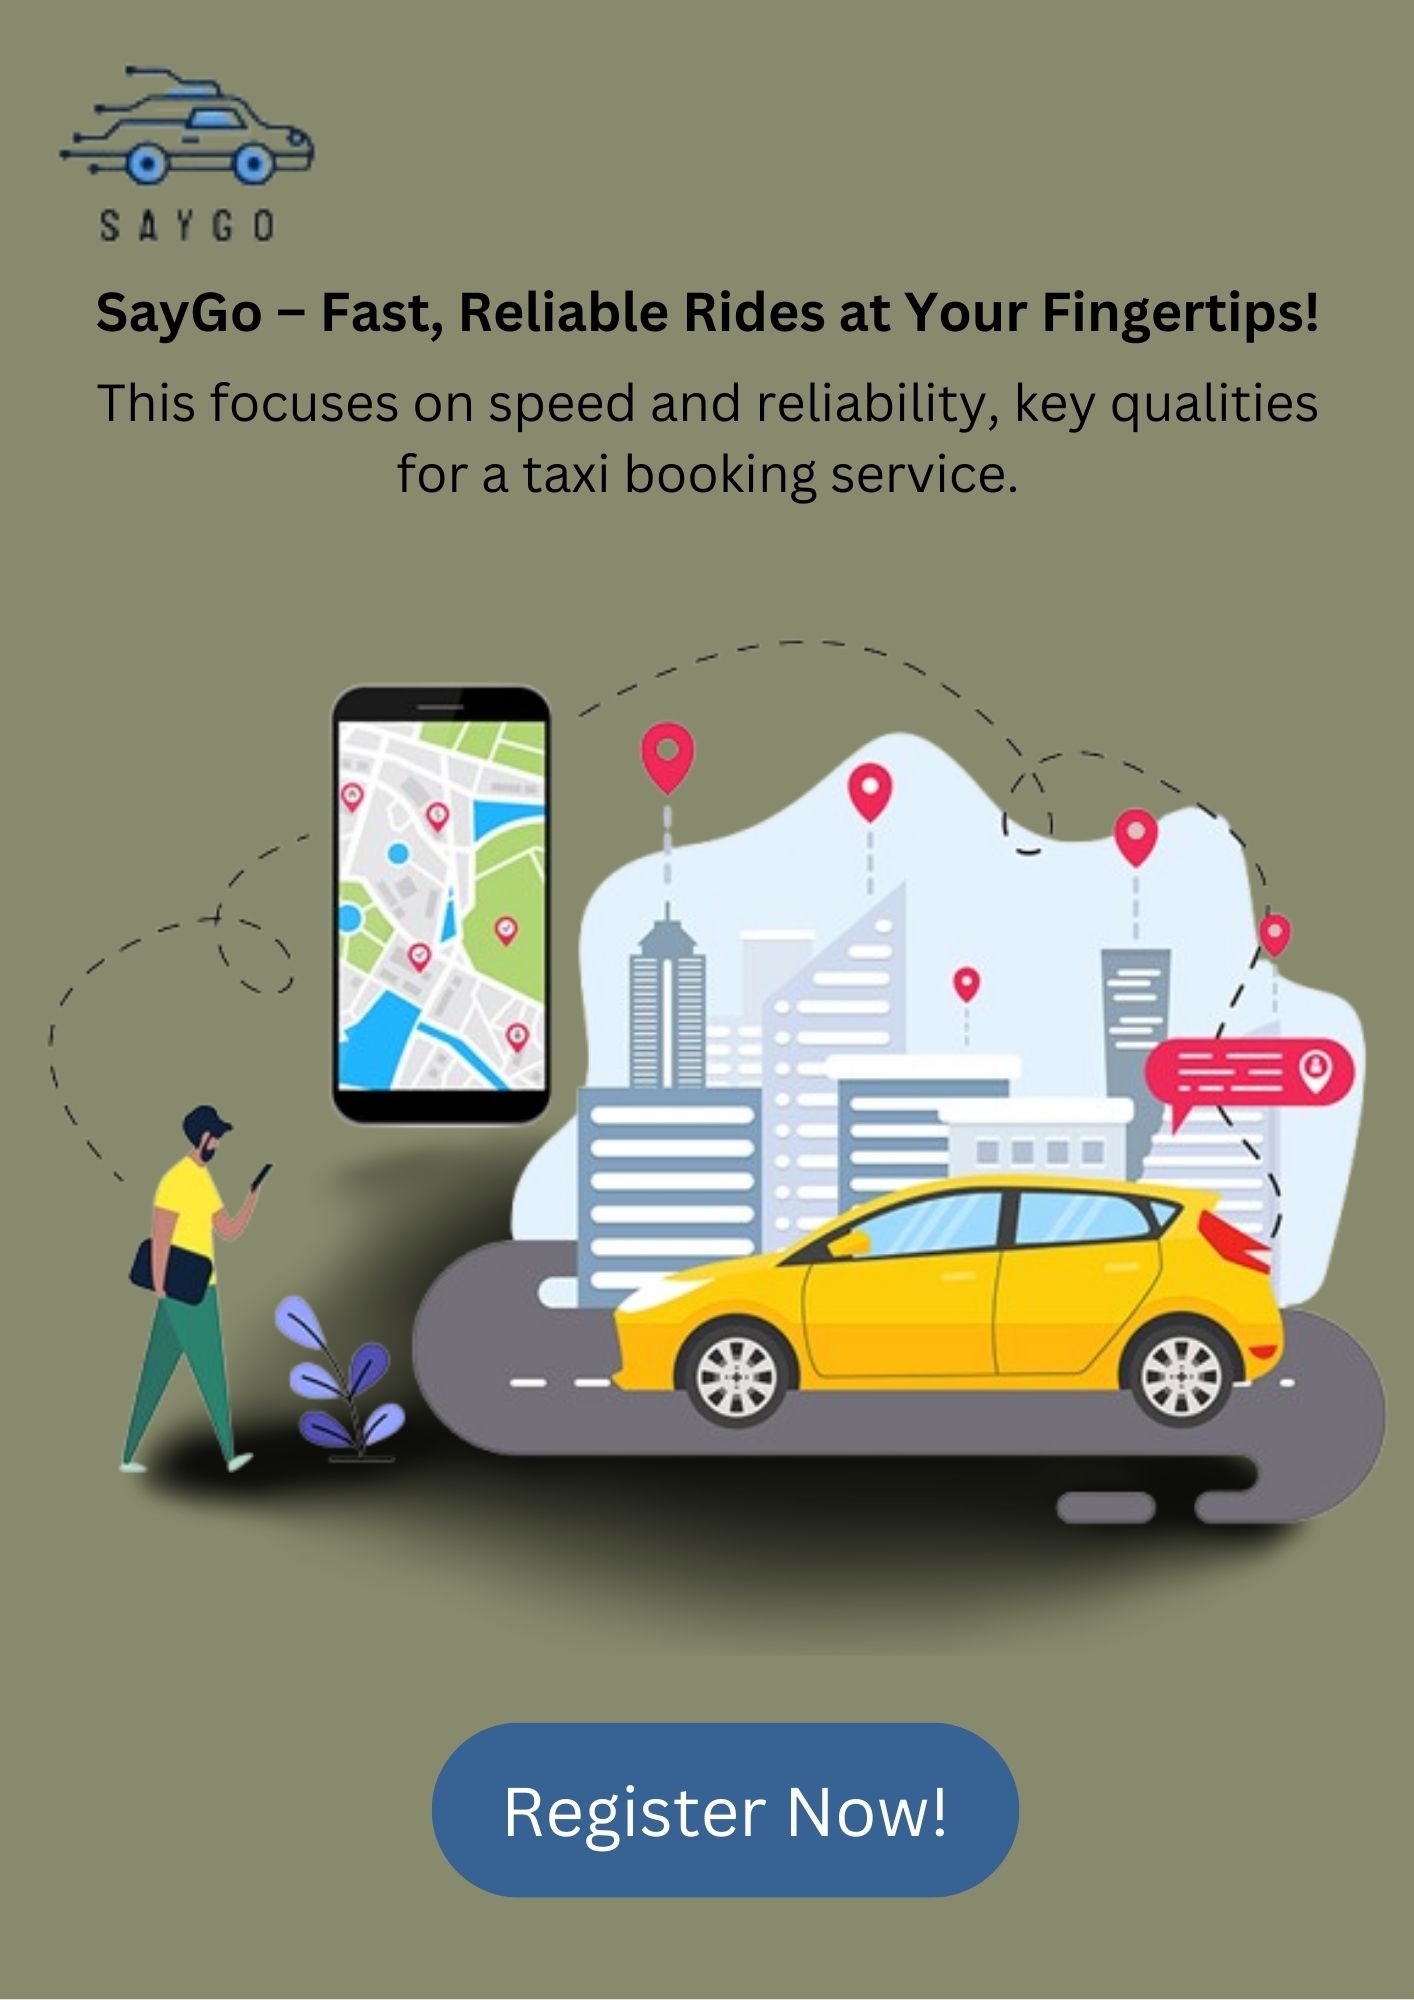 SAYGO
SayGo – Fast, Reliable Rides at Your Fingertips!
This focuses on speed and reliability, key qualities
for a taxi booking service.
Register Now!